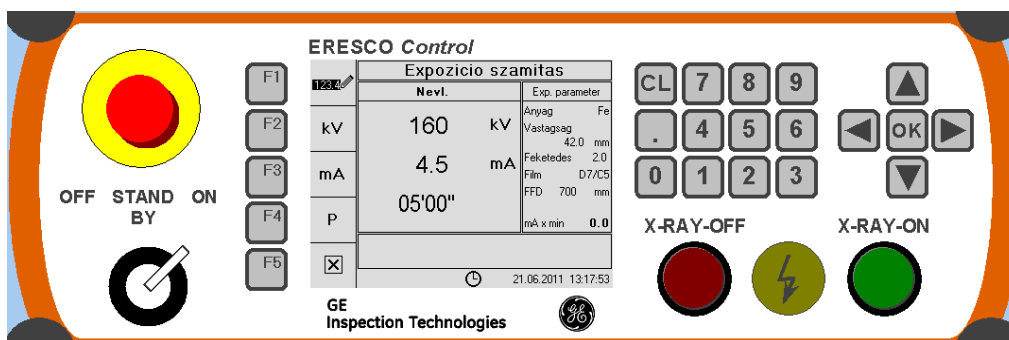 ERESCO Control
OFF STAND BY ON
F1
F2
F3
F4
F5
123.4
kV
mA
P
Expozicio szamitas
Nevl.
160 kV
4.5 mA
05'00"
Exp. parameter
Anyag Fe
Vastagsag
42.0 mm
Feketedes 2.0
Film D7/C5
FFD 700 mm
mA x min 0.0
21.06.2011 13:17:53
GE
Inspection Technologies
GE
CL 7 8 9
. 4 5 6
0 1 2 3
OK
X-RAY-OFF
X-RAY-ON